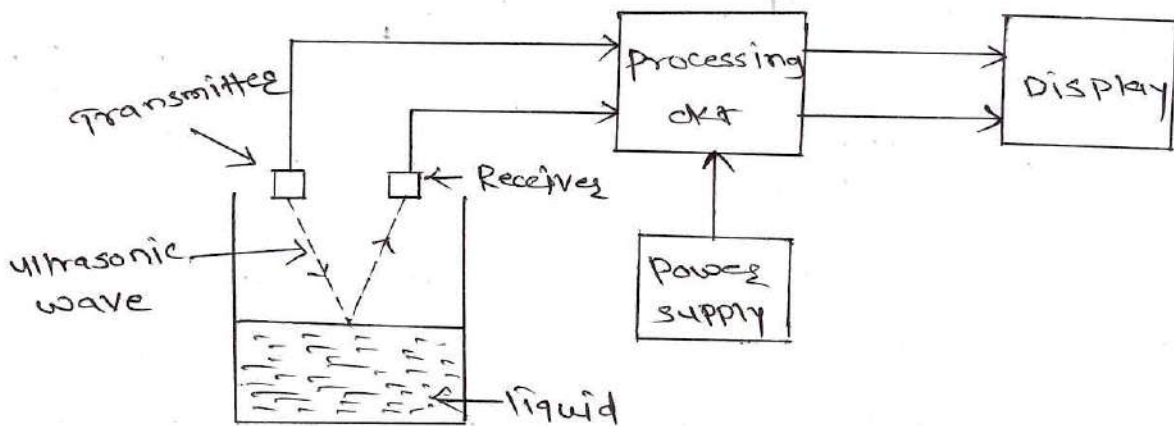 Transmitter
Processing
ckt
Display
Receiver
ultrasonic
wave
Power
supply
liquid